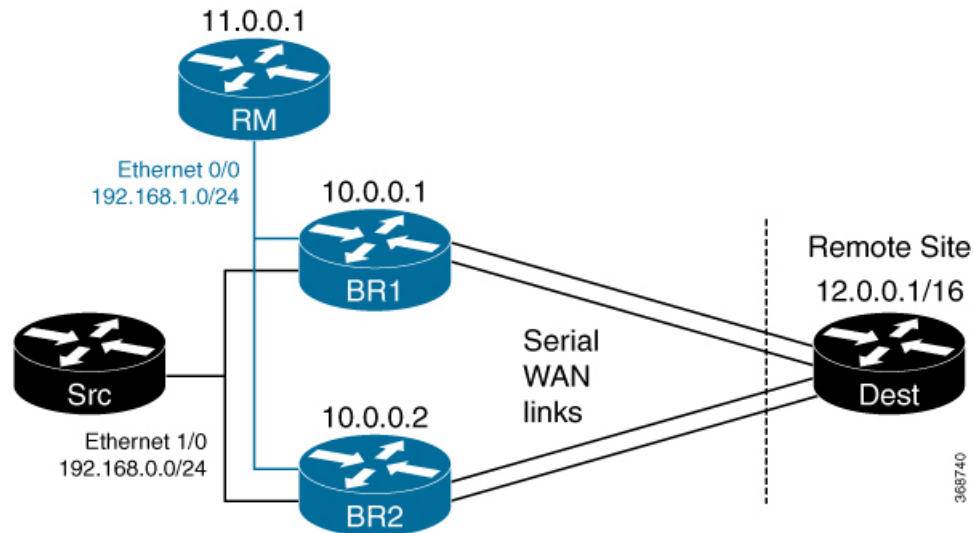 11.0.0.1
RM
Ethernet 0/0
192.168.1.0/24
10.0.0.1
BR1
Remote Site
12.0.0.1/16
Serial
WAN
links
Src
Dest
Ethernet 1/0
192.168.0.0/24
10.0.0.2
BR2
368740